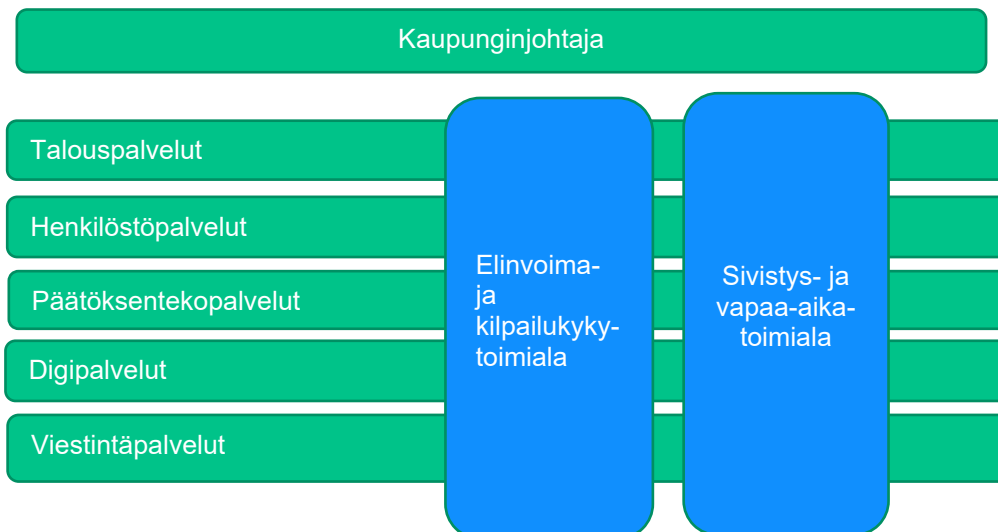 Kaupunginjohtaja
Talouspalvelut
Henkilöstöpalvelut
Päätöksentekopalvelut
Digipalvelut
Viestintäpalvelut
Elinvoima-
ja
kilpailukyky-
toimiala
Sivistys- ja
vapaa-aika-
toimiala